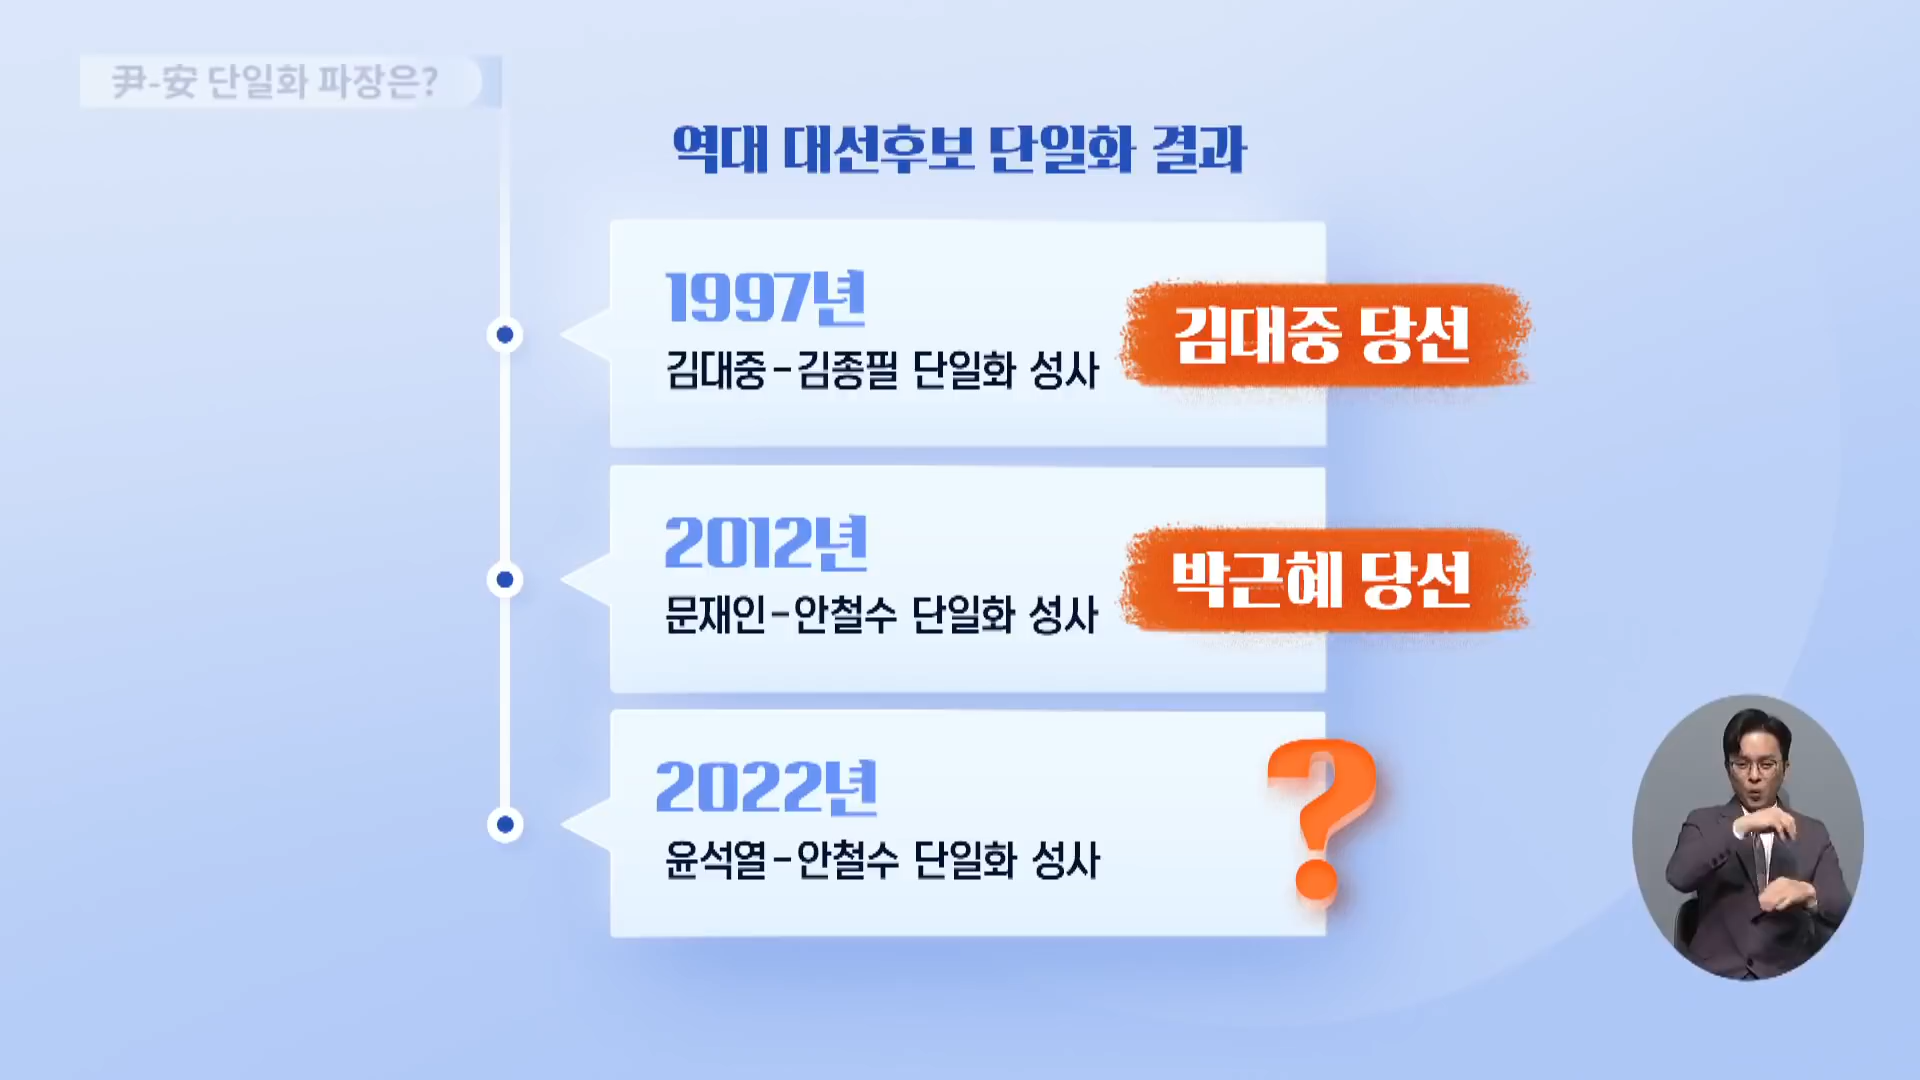 尹-安 단일화 파장은?
역대 대선후보 단일화 결과
1997년
김대중-김종필 단일화 성사
김대중 당선
2012년
문재인-안철수 단일화 성사
박근혜 당선
2022년
윤석열-안철수 단일화 성사
?